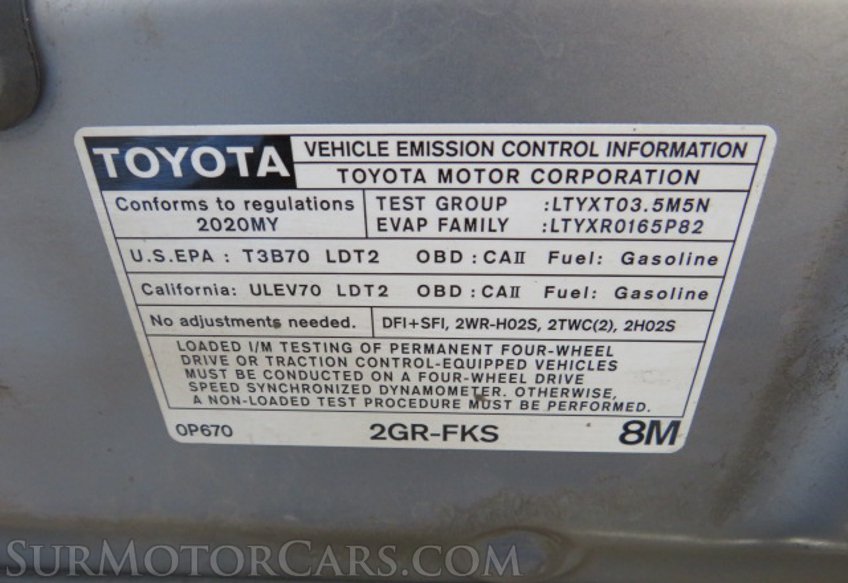 TOYOTA
VEHICLE EMISSION CONTROL INFORMATION
TOYOTA MOTOR CORPORATION
Conforms to regulations
2020MY
TEST GROUP :LTYXT03.5M5N
EVAP FAMILY :LTYXR0165P82
U.S.EPA : T3B70 LDT2 OBD : CAII Fuel: Gasoline
California: ULEV70 LDT2 OBD : CAII Fuel: Gasoline
No adjustments needed.
DFI+SFI, 2WR-HO2S, 2TWC(2), 2HO2S
LOADED I/M TESTING OF PERMANENT FOUR-WHEEL
DRIVE OR TRACTION CONTROL-EQUIPPED VEHICLES
MUST BE CONDUCTED ON A FOUR-WHEEL DRIVE
SPEED SYNCHRONIZED DYNAMOMETER. OTHERWISE,
A NON-LOADED TEST PROCEDURE MUST BE PERFORMED.
0P670 2GR-FKS 8M
SURMOTORCARS.COM